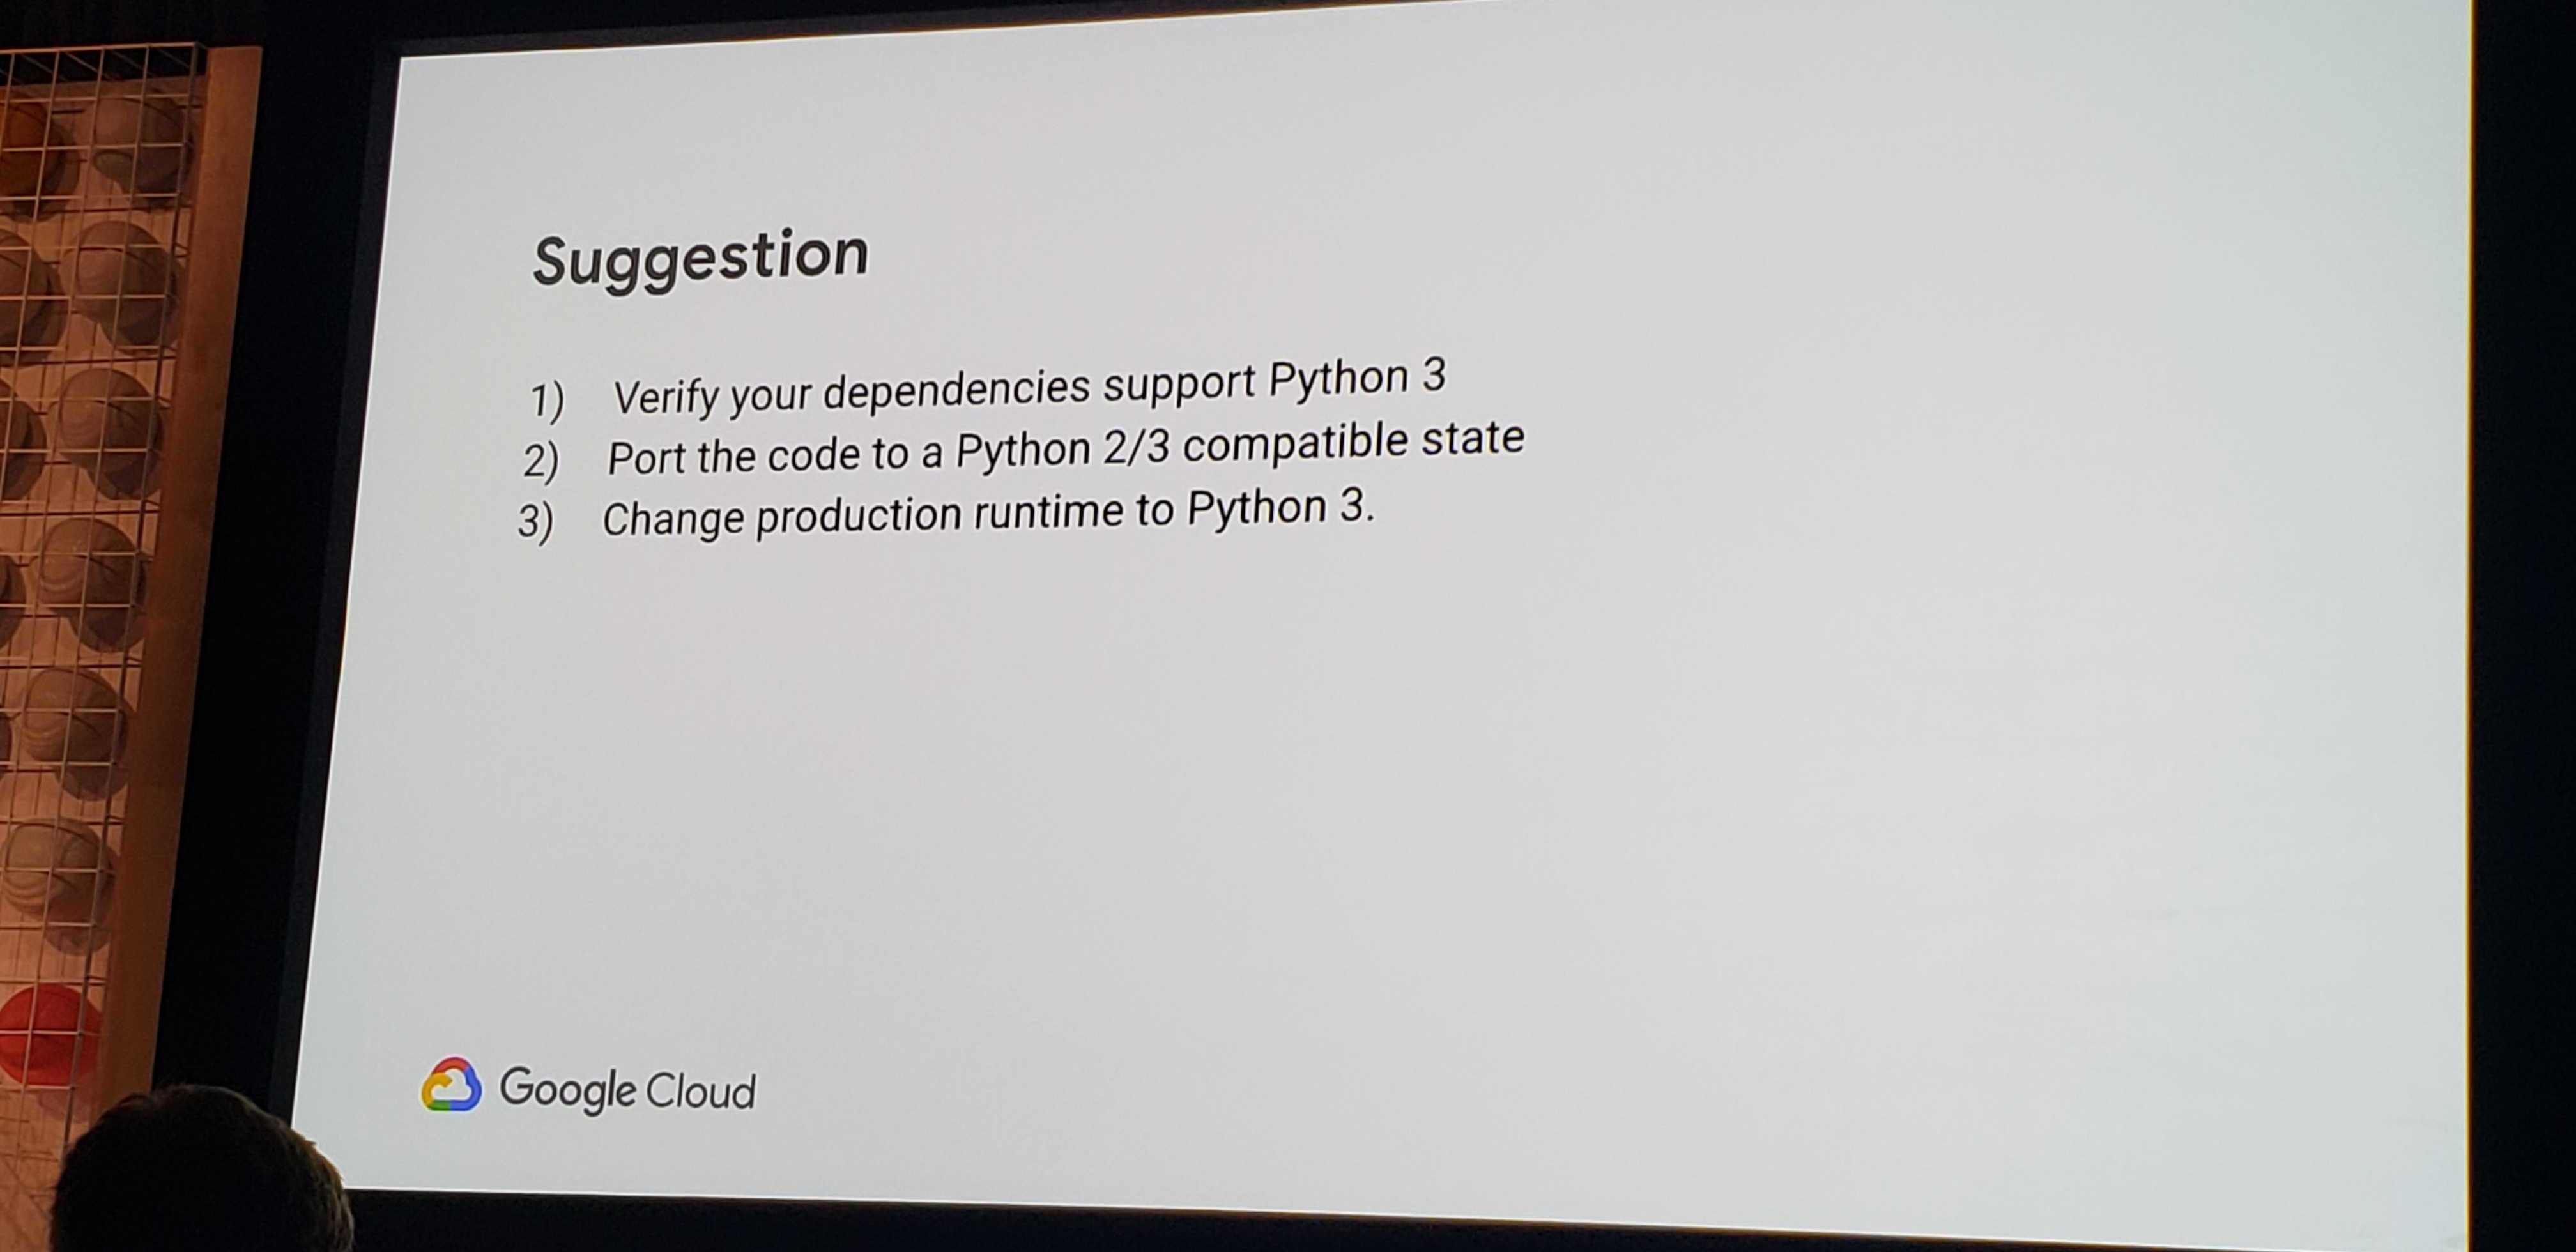 Suggestion
1) Verify your dependencies support Python 3
2) Port the code to a Python 2/3 compatible state
3) Change production runtime to Python 3.
Google Cloud